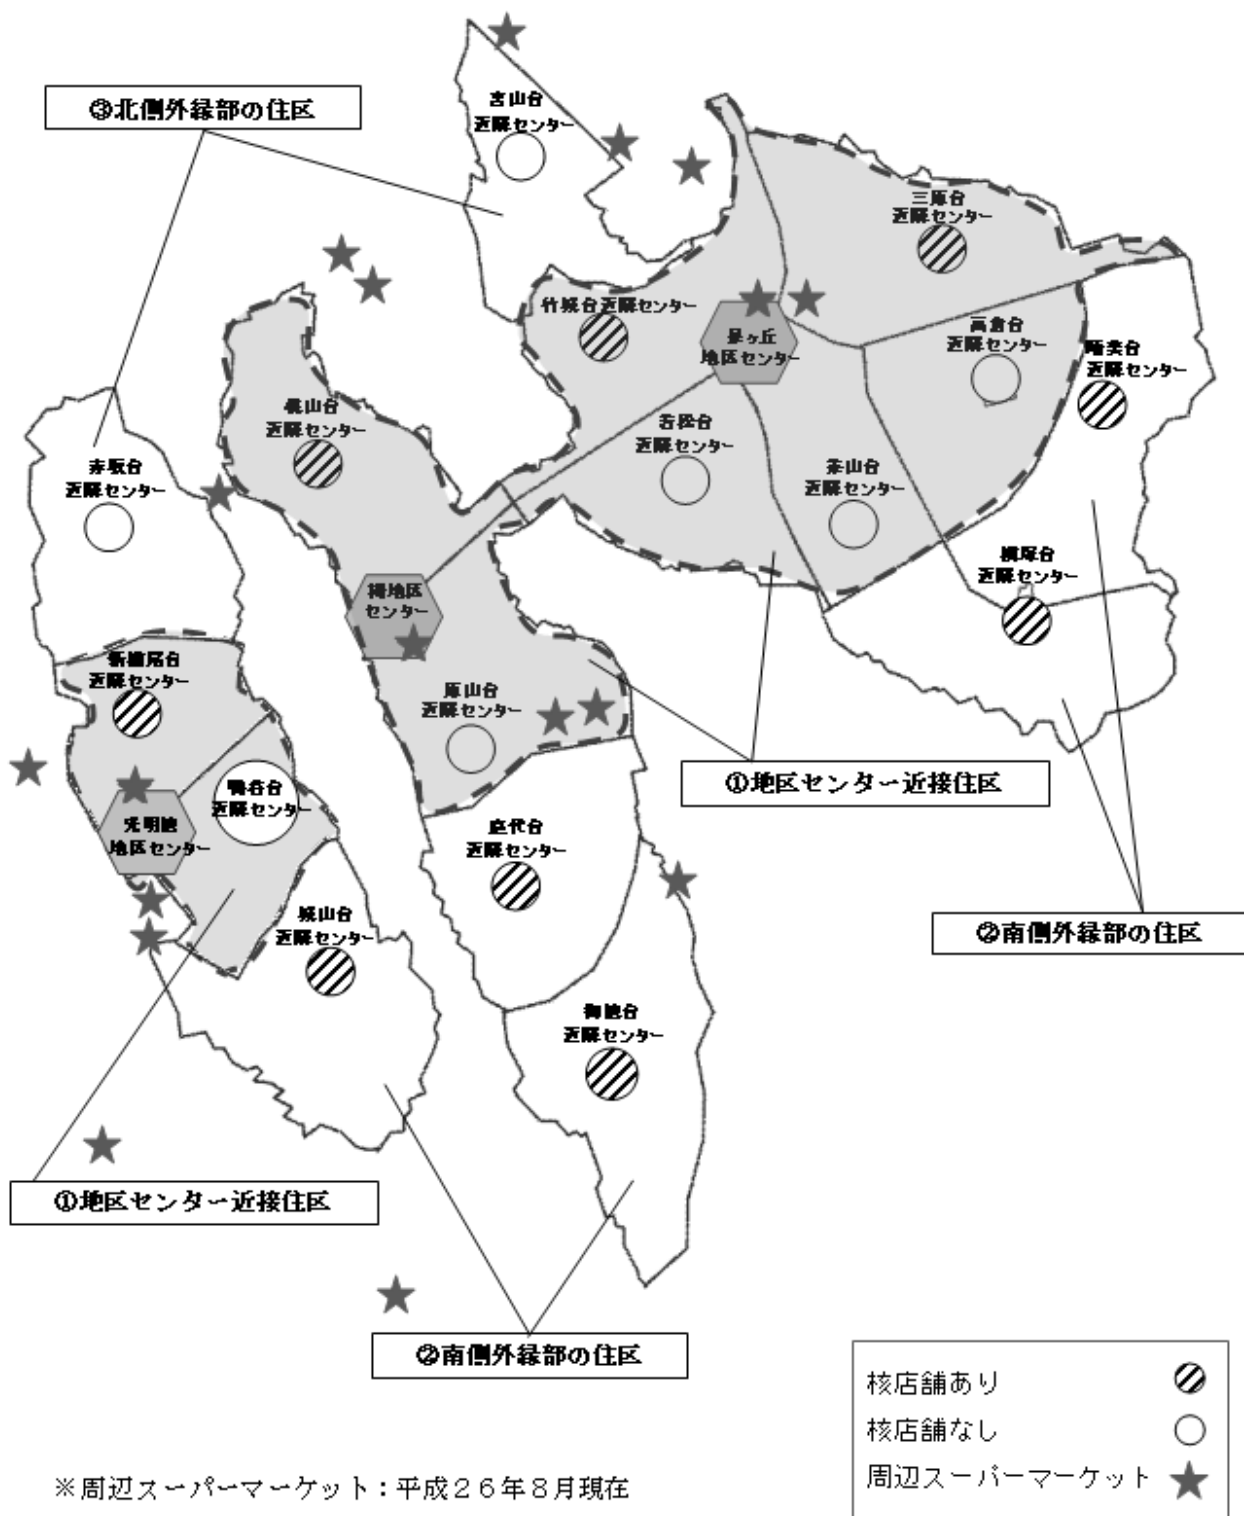 ③北側外縁部の住区
宮山台
近隣センター
三原台
近隣センター
竹城台近隣センター
泉ヶ丘
地区センター
高倉台
近隣センター
晴美台
近隣センター
桃山台
近隣センター
若松台
近隣センター
茶山台
近隣センター
赤坂台
近隣センター
槇塚台
近隣センター
栂地区
センター
新檜尾台
近隣センター
原山台
近隣センター
①地区センター近接住区
鴨谷台
近隣センター
光明池
地区センター
庭代台
近隣センター
城山台
近隣センター
②南側外縁部の住区
御池台
近隣センター
①地区センター近接住区
②南側外縁部の住区
核店舗あり
核店舗なし
周辺スーパーマーケット
※周辺スーパーマーケット：平成２６年８月現在